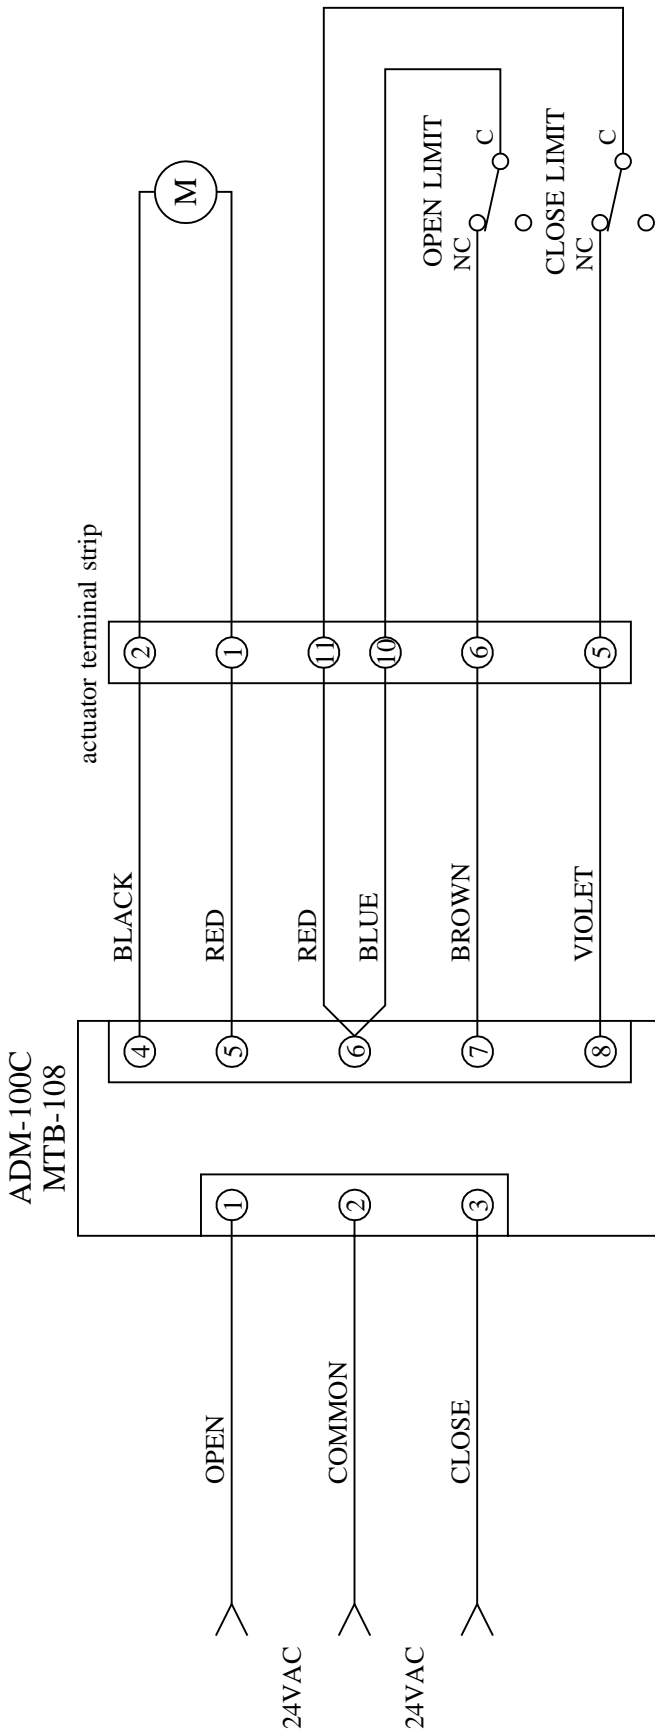 ADM-100C
MTB-108
actuator terminal strip
BLACK
4
2
M
OPEN
1
RED
5
1
24VAC
RED
11
COMMON
2
6
BLUE
10
24VAC
OPEN LIMIT
NC
C
CLOSE
3
BROWN
7
6
CLOSE LIMIT
NC
C
VIOLET
8
5